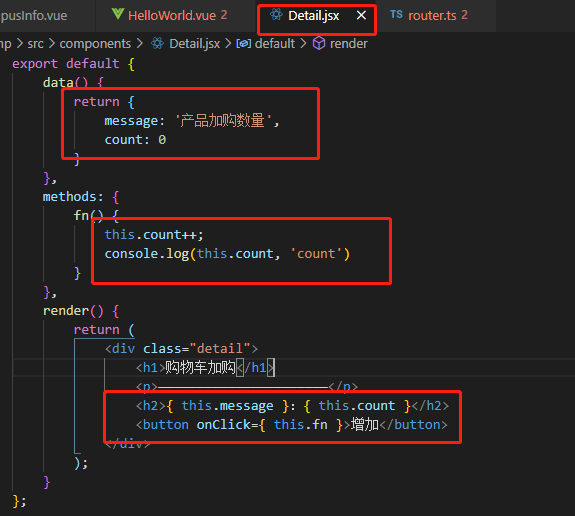 pusInfo.vue HelloWorld.vue 2 Detail.jsx × TS router.ts 2
mp > src > components > Detail.jsx > default > render
export default {
data() {
return {
message: '产品加购数量',
count: 0
}
},
methods: {
fn() {
this.count++;
console.log(this.count, 'count')
}
},
render() {
return (
<div class="detail">
<h1>购物车加购</h1>
<p>————————————————————————</p>
<h2>{ this.message }: { this.count }</h2>
<button onClick={ this.fn }>增加</button>
</div>
);
}
};